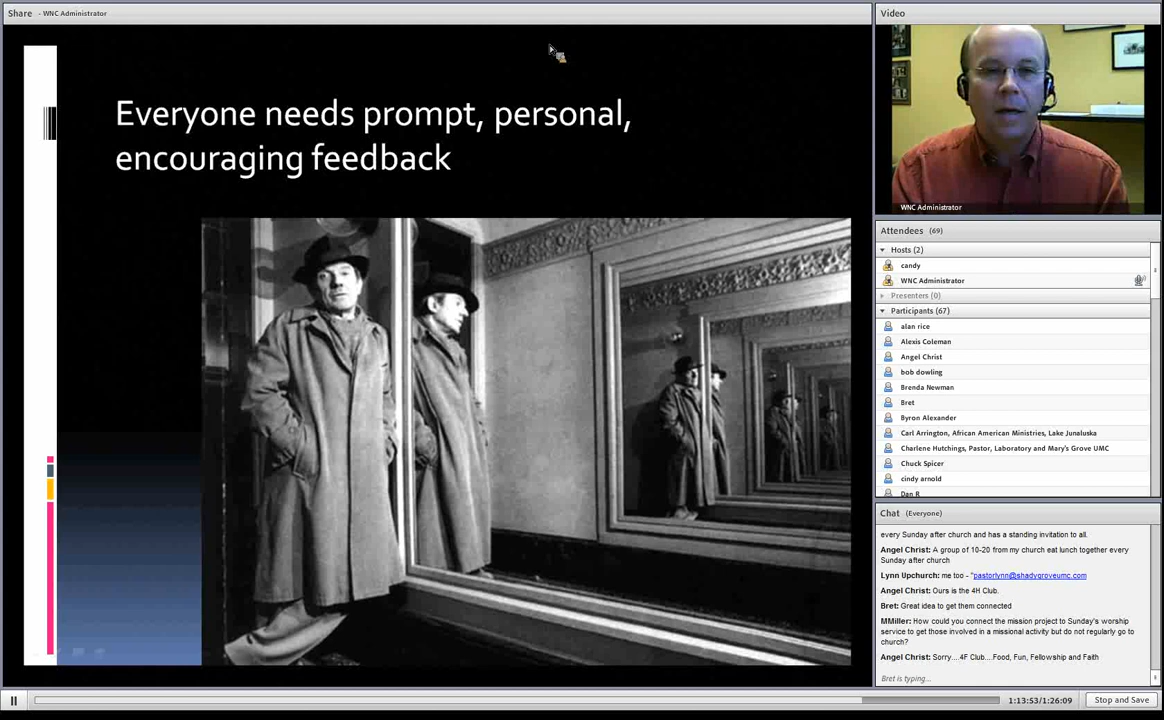 Share - WNC Administrator
Everyone needs prompt, personal,
encouraging feedback
Video
WNC Administrator
Attendees (69)
Hosts (2)
candy
WNC Administrator
Presenters (0)
Participants (67)
alan rice
Alexis Coleman
Angel Christ
bob dowling
Brenda Newman
Bret
Byron Alexander
Carl Arrington, African American Ministries, Lake Junaluska
Charlene Hutchings, Pastor, Laboratory and Mary's Grove UMC
Chuck Spicer
cindy arnold
Dan R
Chat (Everyone)
every Sunday after church and has a standing invitation to all.
Angel Christ: A group of 10-20 from my church eat lunch together every
Sunday after church
Lynn Upchurch: me too - "pastorlynn@shadygroveumc.com
Angel Christ: Ours is the 4H Club.
Bret: Great idea to get them connected
MMiller: How could you connect the mission project to Sunday's worship
service to get those involved in a missional activity but do not regularly go to
church?
Angel Christ: Sorry....4F Club....Food, Fun, Fellowship and Faith
Bret is typing...
1:13:53/1:26:09
Stop and Save